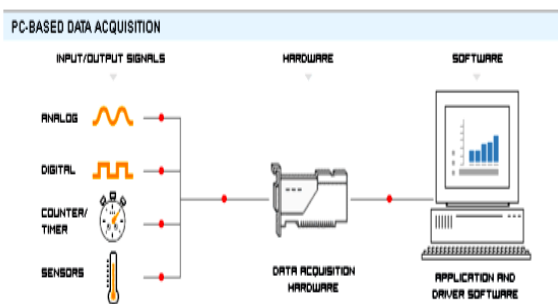 PC-BASED DATA ACQUISITION
INPUT/OUTPUT SIGNALS
HARDWARE
SOFTWARE
ANALOG
DIGITAL
COUNTER/
TIMER
SENSORS
DATA ACQUISITION
HARDWARE
APPLICATION AND
DRIVER SOFTWARE